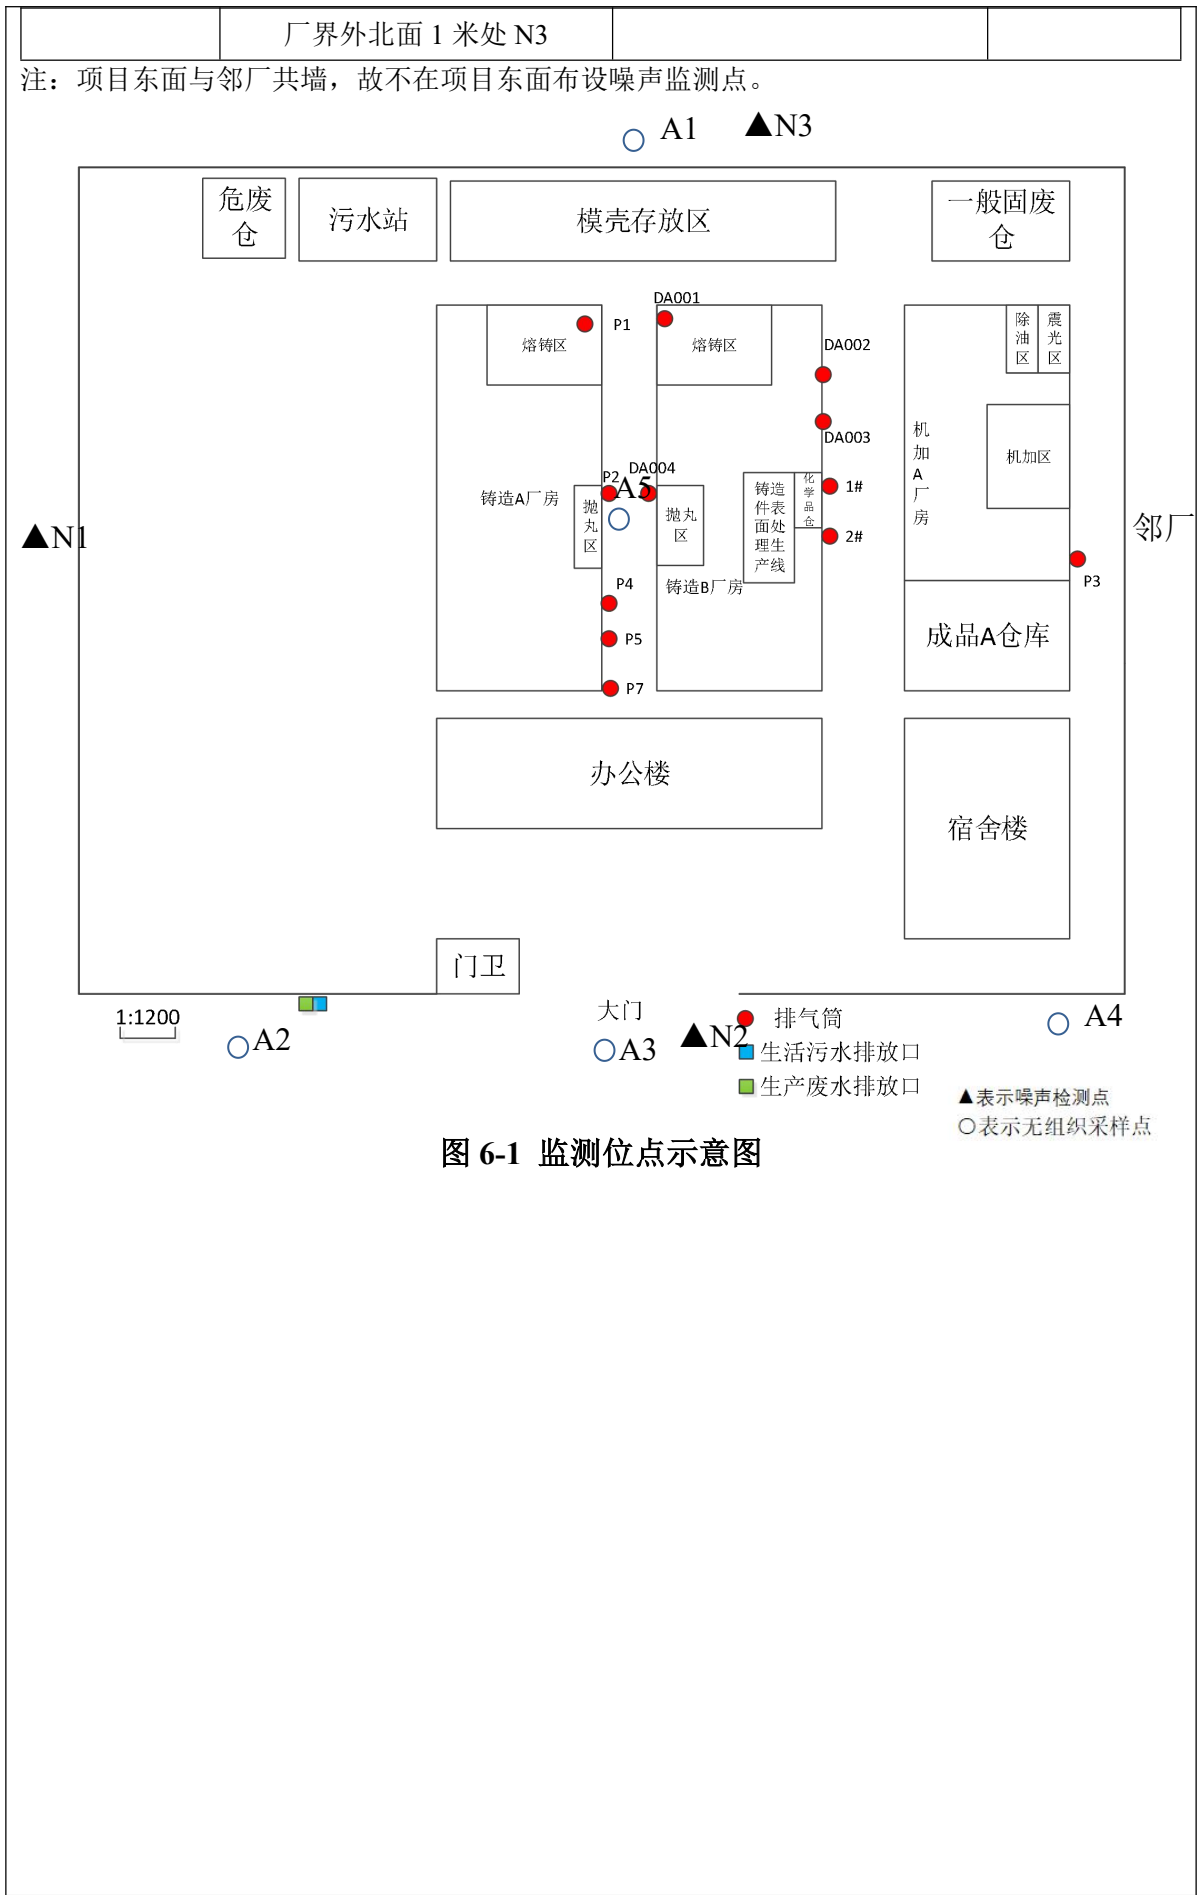 厂界外北面 1 米处 N3
注：项目东面与邻厂共墙，故不在项目东面布设噪声监测点。
A1
▲N3
危废
仓
污水站
模壳存放区
一般固废
仓
DA001
P1
熔铸区
熔铸区
DA002
除
油
区
震
光
区
DA003
机
加
A
厂
房
机加区
P2
DA004
A5
铸造A厂房
抛
丸
区
抛丸
区
铸造
件表
面处
理生
产线
化
学
品
仓
1#
2#
▲N1
邻厂
P3
P4
铸造B厂房
P5
成品A仓库
P7
办公楼
宿舍楼
门卫
1:1200
A2
大门
A3
▲N2
排气筒
A4
生活污水排放口
生产废水排放口
▲表示噪声检测点
○表示无组织采样点
图 6-1 监测位点示意图